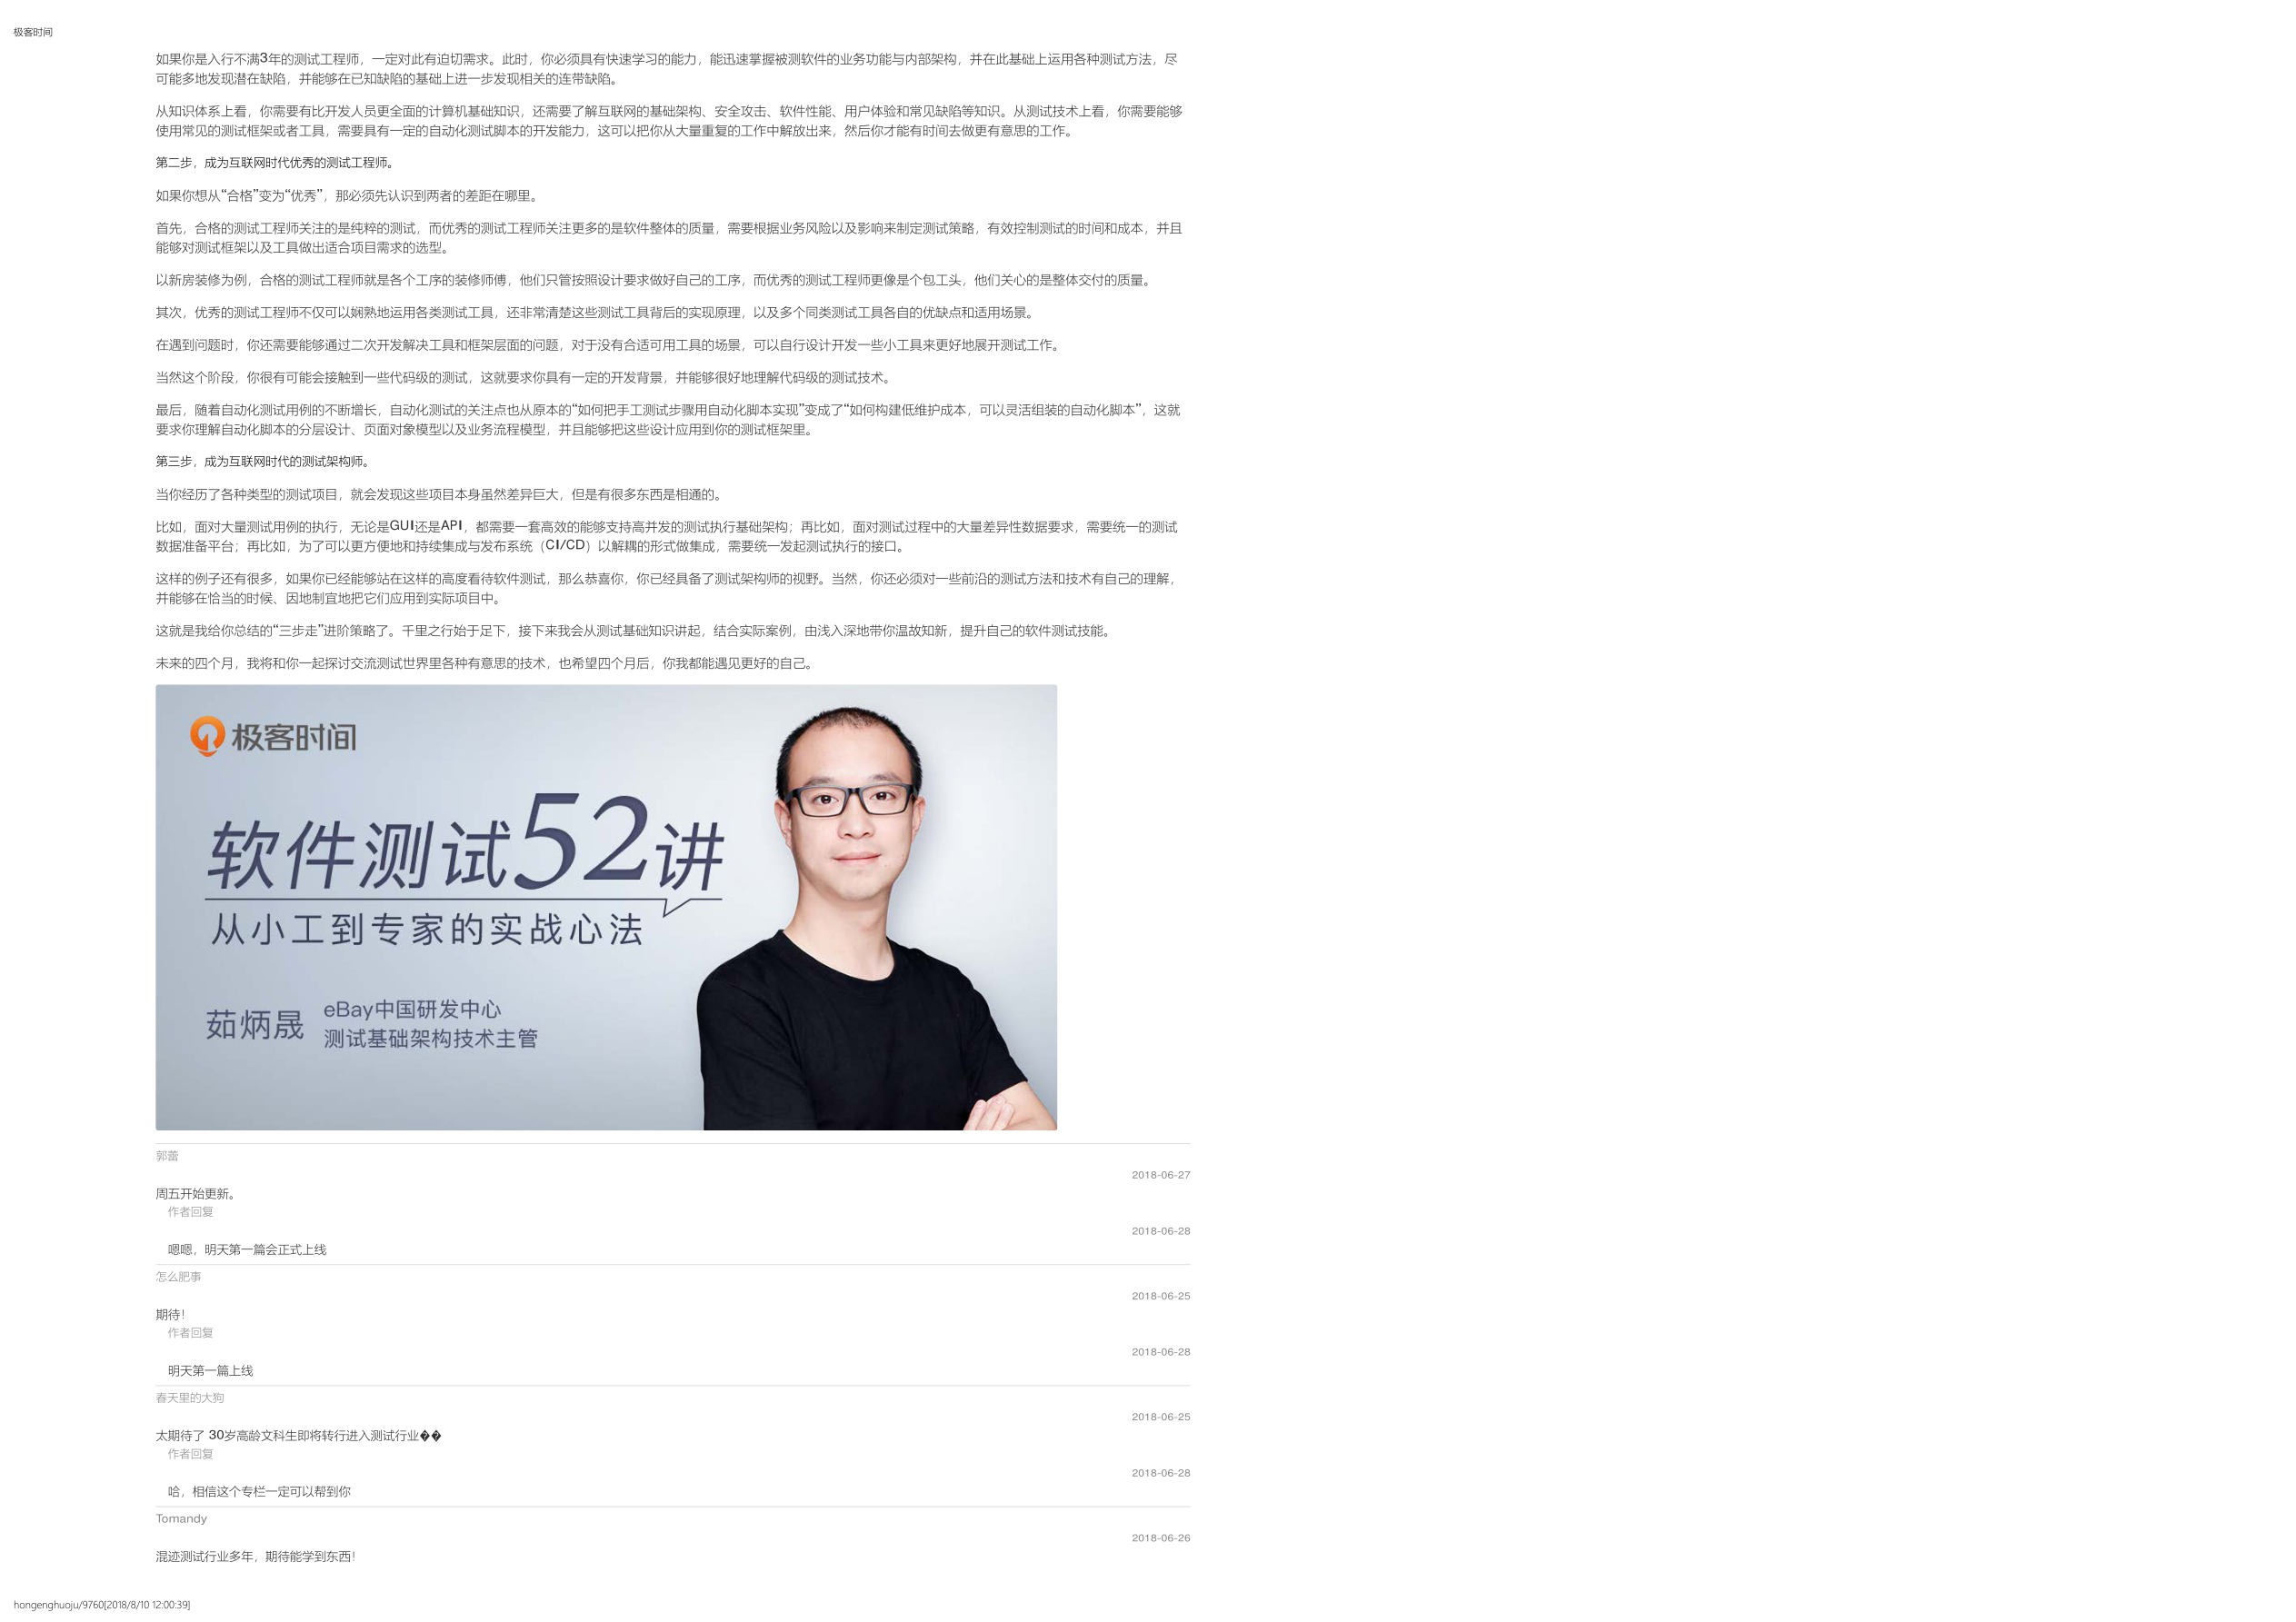 极客时间
如果你是入行不满3年的测试工程师，一定对此有迫切需求。此时，你必须具有快速学习的能力，能迅速掌握被测软件的业务功能与内部架构，并在此基础上运用各种测试方法，尽
可能多地发现潜在缺陷，并能够在已知缺陷的基础上进一步发现相关的连带缺陷。
从知识体系上看，你需要有比开发人员更全面的计算机基础知识，还需要了解互联网的基础架构、安全攻击、软件性能、用户体验和常见缺陷等知识。从测试技术上看，你需要能够
使用常见的测试框架或者工具，需要具有一定的自动化测试脚本的开发能力，这可以把你从大量重复的工作中解放出来，然后你才能有时间去做更有意思的工作。
第二步，成为互联网时代优秀的测试工程师。
如果你想从“合格”变为“优秀”，那必须先认识到两者的差距在哪里。
首先，合格的测试工程师关注的是纯粹的测试，而优秀的测试工程师关注更多的是软件整体的质量，需要根据业务风险以及影响来制定测试策略，有效控制测试的时间和成本，并且
能够对测试框架以及工具做出适合项目需求的选型。
以新房装修为例，合格的测试工程师就是各个工序的装修师傅，他们只管按照设计要求做好自己的工序，而优秀的测试工程师更像是个包工头，他们关心的是整体交付的质量。
其次，优秀的测试工程师不仅可以娴熟地运用各类测试工具，还非常清楚这些测试工具背后的实现原理，以及多个同类测试工具各自的优缺点和适用场景。
在遇到问题时，你还需要能够通过二次开发解决工具和框架层面的问题，对于没有合适可用工具的场景，可以自行设计开发一些小工具来更好地展开测试工作。
当然这个阶段，你很有可能会接触到一些代码级的测试，这就要求你具有一定的开发背景，并能够很好地理解代码级的测试技术。
最后，随着自动化测试用例的不断增长，自动化测试的关注点也从原本的“如何把手工测试步骤用自动化脚本实现”变成了“如何构建低维护成本，可以灵活组装的自动化脚本”，这就
要求你理解自动化脚本的分层设计、页面对象模型以及业务流程模型，并且能够把这些设计应用到你的测试框架里。
第三步，成为互联网时代的测试架构师。
当你经历了各种类型的测试项目，就会发现这些项目本身虽然差异巨大，但是有很多东西是相通的。
比如，面对大量测试用例的执行，无论是GUI还是API，都需要一套高效的能够支持高并发的测试执行基础架构；再比如，面对测试过程中的大量差异性数据要求，需要统一的测试
数据准备平台；再比如，为了可以更方便地和持续集成与发布系统（CI/CD）以解耦的形式做集成，需要统一发起测试执行的接口。
这样的例子还有很多，如果你已经能够站在这样的高度看待软件测试，那么恭喜你，你已经具备了测试架构师的视野。当然，你还必须对一些前沿的测试方法和技术有自己的理解，
并能够在恰当的时候、因地制宜地把它们应用到实际项目中。
这就是我给你总结的“三步走”进阶策略了。千里之行始于足下，接下来我会从测试基础知识讲起，结合实际案例，由浅入深地带你温故知新，提升自己的软件测试技能。
未来的四个月，我将和你一起探讨交流测试世界里各种有意思的技术，也希望四个月后，你我都能遇见更好的自己。
极客时间
软件测试52讲
从小工到专家的实战心法
茹炳晟
eBay中国研发中心
测试基础架构技术主管
郭蕾
2018-06-27
周五开始更新。
作者回复
2018-06-28
嗯嗯，明天第一篇会正式上线
怎么肥事
2018-06-25
期待！
作者回复
2018-06-28
明天第一篇上线
春天里的大狗
2018-06-25
太期待了 30岁高龄文科生即将转行进入测试行业��
作者回复
2018-06-28
哈，相信这个专栏一定可以帮到你
Tomandy
2018-06-26
混迹测试行业多年，期待能学到东西！
hongenghuoju/9760[2018/8/10 12:00:39]